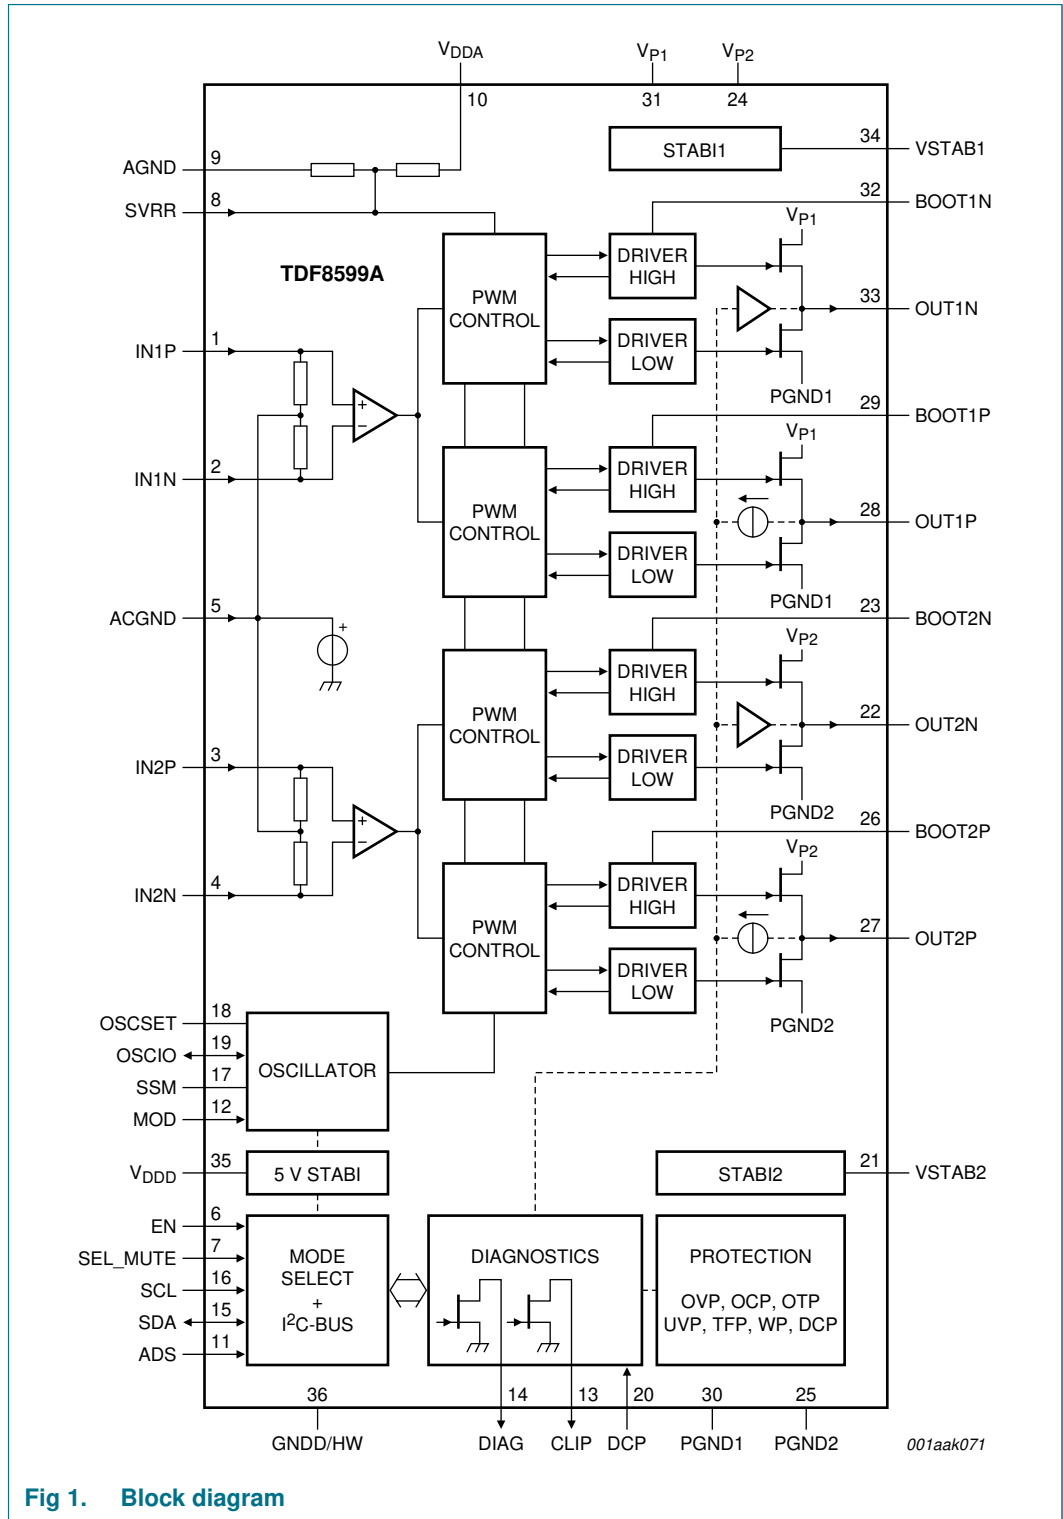 VDDA
VP1
VP2
10
31
24
AGND
9
STABI1
34
VSTAB1
SVRR
8
32
BOOT1N
TDF8599A
PWM
CONTROL
DRIVER
HIGH
VP1
33
OUT1N
IN1P
1
DRIVER
LOW
PGND1
+
−
29
BOOT1P
IN1N
2
PWM
CONTROL
DRIVER
HIGH
VP1
28
OUT1P
DRIVER
LOW
PGND1
ACGND
5
+
23
BOOT2N
PWM
CONTROL
DRIVER
HIGH
VP2
22
OUT2N
IN2P
3
DRIVER
LOW
PGND2
+
−
26
BOOT2P
IN2N
4
PWM
CONTROL
DRIVER
HIGH
VP2
27
OUT2P
DRIVER
LOW
PGND2
OSCSET
18
OSCIO
19
SSM
17
MOD
12
OSCILLATOR
VDDD
35
5 V STABI
STABI2
21
VSTAB2
EN
6
SEL_MUTE
7
SCL
16
SDA
15
ADS
11
MODE
SELECT
+
I²C-BUS
DIAGNOSTICS
PROTECTION
OVP, OCP, OTP
UVP, TFP, WP, DCP
36
14
13
20
30
25
GNDD/HW
DIAG
CLIP
DCP
PGND1
PGND2
001aak071
Fig 1. Block diagram